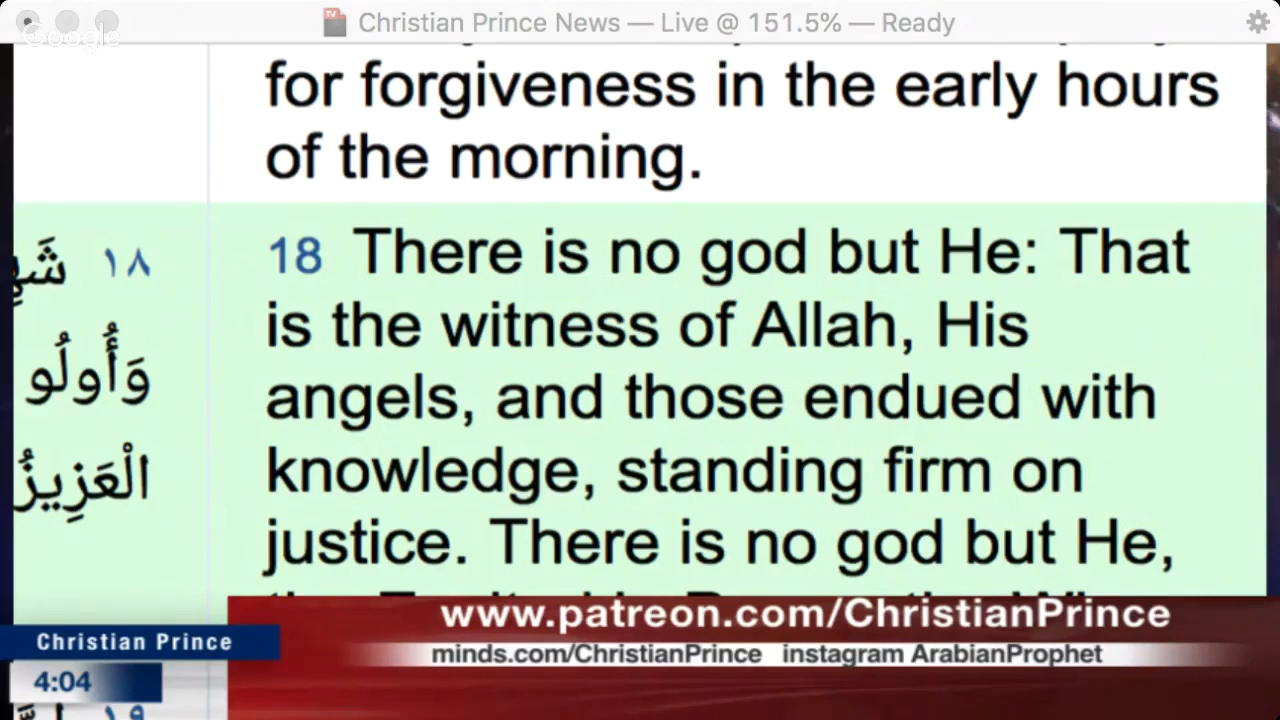 Christian Prince News — Live @ 151.5% — Ready
Google
for forgiveness in the early hours
of the morning.
18 There is no god but He: That
is the witness of Allah, His
angels, and those endued with
knowledge, standing firm on
justice. There is no god but He,
١٨
وَأُولُو
الْعَزِيزُ
www.patreon.com/ChristianPrince
Christian Prince
minds.com/ChristianPrince instagram ArabianProphet
4:04
١٩